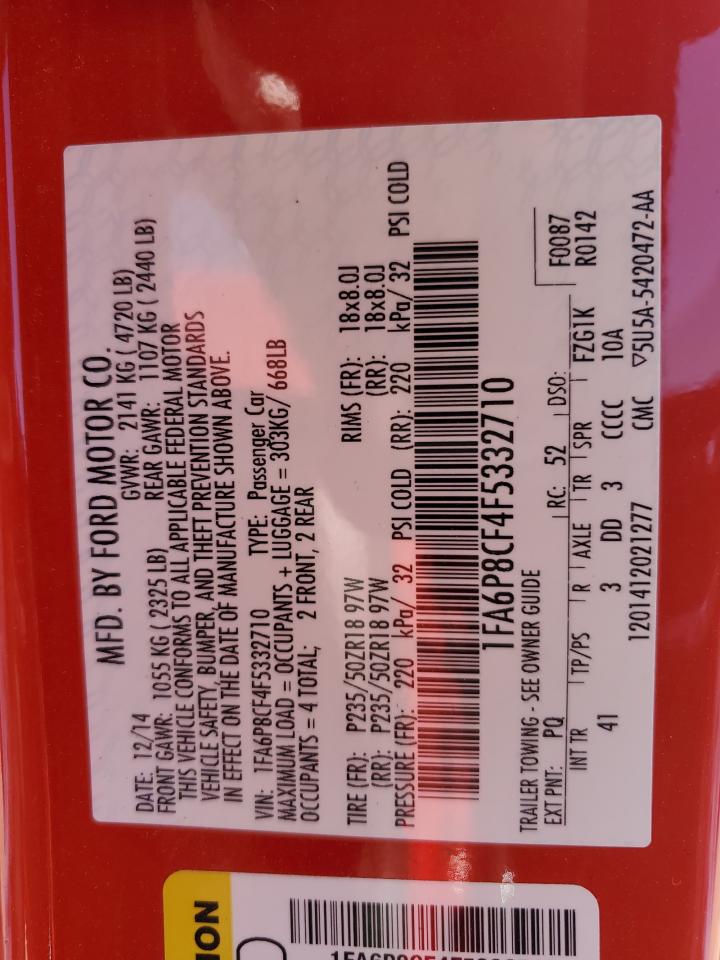 MFD. BY FORD MOTOR CO.
DATE: 12/14 GVWR: 2141 KG ( 4720 LB)
FRONT GAWR: 1055 KG ( 2325 LB) REAR GAWR: 1107 KG ( 2440 LB)
THIS VEHICLE CONFORMS TO ALL APPLICABLE FEDERAL MOTOR
VEHICLE SAFETY, BUMPER, AND THEFT PREVENTION STANDARDS
IN EFFECT ON THE DATE OF MANUFACTURE SHOWN ABOVE.
VIN: 1FA6P8CF4F5332710 TYPE: Passenger Car
MAXIMUM LOAD = OCCUPANTS + LUGGAGE = 303KG/ 668LB
OCCUPANTS = 4 TOTAL; 2 FRONT, 2 REAR
TIRE (FR): P235/50ZR18 97W RIMS (FR): 18x8.0J
(RR): P235/50ZR18 97W (RR): 18x8.0J
PRESSURE (FR): 220 kPa/ 32 PSI COLD (RR): 220 kPa/ 32 PSI COLD
1FA6P8CF4F5332710
TRAILER TOWING - SEE OWNER GUIDE
EXT PNT: PQ RC: 52 DSO: F0087
INT TR TP/PS R AXLE TR SPR FZG1K R0142
41 3 DD 3 CCCC 10A
1201412021277 CMC ▽5U5A-5420472-AA
ION